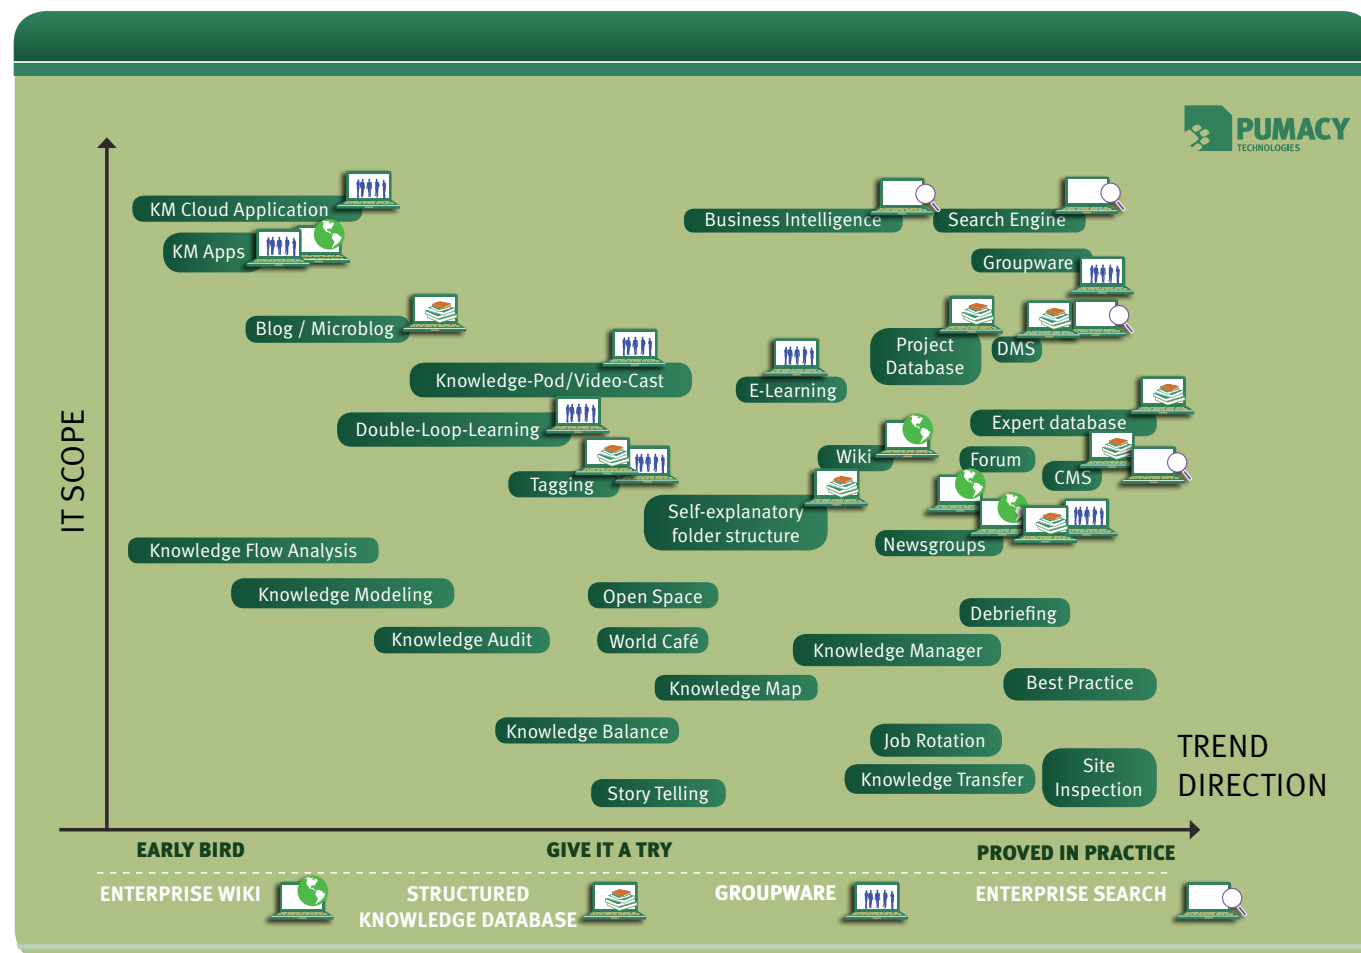 PUMACY
TECHNOLOGIES
KM Cloud Application
KM Apps
Business Intelligence
Search Engine
Groupware
Blog / Microblog
Project
Database
DMS
Knowledge-Pod/Video-Cast
E-Learning
Double-Loop-Learning
Expert database
Wiki
Forum
CMS
Tagging
Self-explanatory
folder structure
Newsgroups
IT SCOPE
Knowledge Flow Analysis
Knowledge Modeling
Open Space
Debriefing
Knowledge Audit
World Café
Knowledge Manager
Knowledge Map
Best Practice
Knowledge Balance
Job Rotation
Story Telling
Knowledge Transfer
Site
Inspection
TREND
DIRECTION
EARLY BIRD
GIVE IT A TRY
PROVED IN PRACTICE
ENTERPRISE WIKI
STRUCTURED
KNOWLEDGE DATABASE
GROUPWARE
ENTERPRISE SEARCH